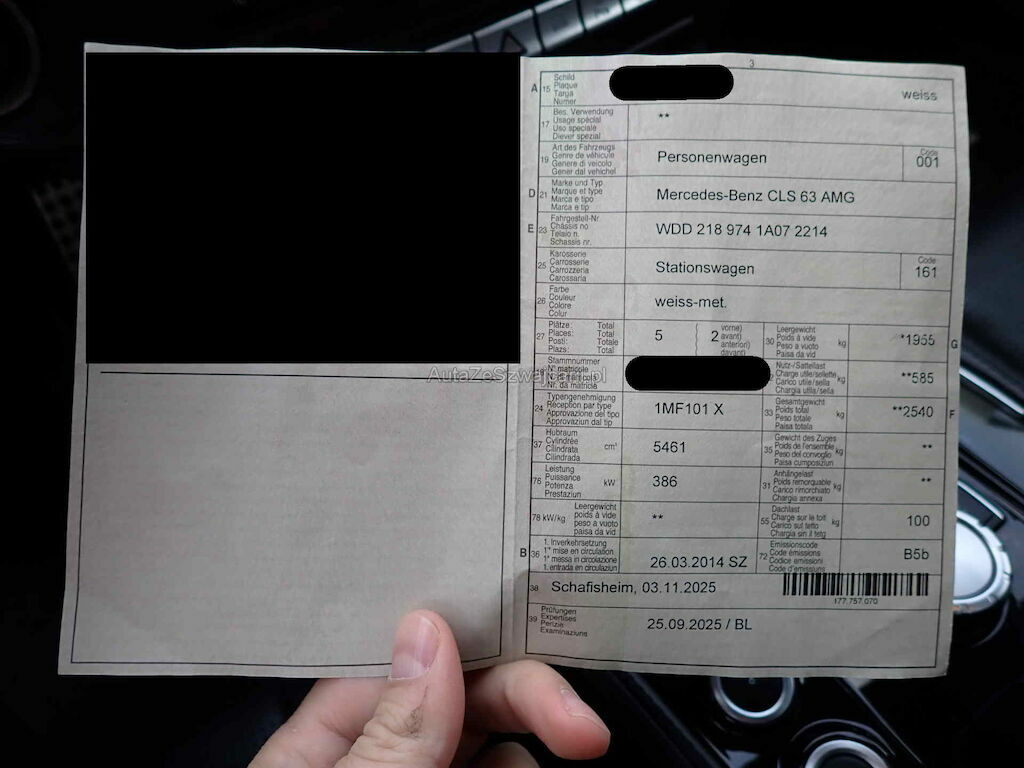 3
A 15 Schild
Plaque
Targa
Numer
weiss
17 Bes. Verwendung
Usage spécial
Uso speciale
Diever spezial
**
19 Art des Fahrzeugs
Genre de véhicule
Genere di veicolo
Gener dal vehichel
Personenwagen
Code
001
D 21 Marke und Typ
Marque et type
Marca e tipo
Marca e tip
Mercedes-Benz CLS 63 AMG
E 23 Fahrgestell-Nr.
Châssis no
Telaio n.
Schassis nr.
WDD 218 974 1A07 2214
25 Karosserie
Carrosserie
Carrozzeria
Carossaria
Stationswagen
Code
161
26 Farbe
Couleur
Colore
Colur
weiss-met.
27 Plätze: Total
Places: Total
Posti: Totale
Plazs: Total
5 2 vorne)
avant)
anteriori)
davant)
30 Leergewicht
Poids à vide
Peso a vuoto
Paisa da vid
kg
*1955
G
Stammnummer
N° matricole
N. matricolo
Nr. da matricla
Nutz-/Sattellast
Charge utile/sellette
Carico utile/sella
Chargia utila/sella
kg
**585
24 Typengenehmigung
Réception par type
Approvazione del tipo
Approvaziun dal tip
1MF101 X
33 Gesamtgewicht
Poids total
Peso totale
Paisa totala
kg
**2540
F
37 Hubraum
Cylindrée
Cilindrata
Cilindrada
cm³
5461
35 Gewicht des Zuges
Poids de l'ensemble
Peso del convoglio
Paisa cumposiziun
kg
**
76 Leistung
Puissance
Potenza
Prestaziun
kW
386
31 Anhängelast
Poids remorquable
Carico rimorchiato
Chargia annexa
kg
**
78 kW/kg Leergewicht
poids à vide
peso a vuoto
paisa da vid
**
55 Dachlast
Charge sur le toit
Carico sul tetto
Chargia sin il tetg
kg
100
B 36 1. Inverkehrsetzung
1re mise en circulation
1a messa in circolazione
1. entrada en circulaziun
26.03.2014 SZ
72 Emissionscode
Code émissions
Codice emissioni
Code d'emissiuns
B5b
38 Schafisheim, 03.11.2025
177.757.070
39 Prüfungen
Expertises
Perizie
Examinaziuns
25.09.2025 / BL